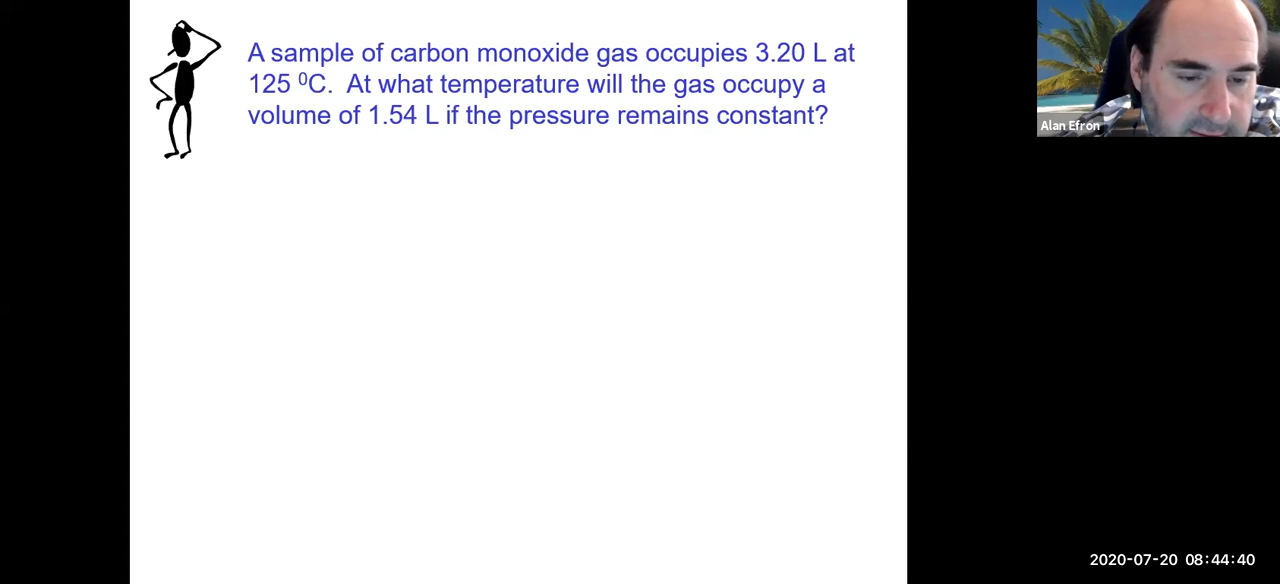 A sample of carbon monoxide gas occupies 3.20 L at
125 ⁰C.  At what temperature will the gas occupy a
volume of 1.54 L if the pressure remains constant?
Alan Efron
2020-07-20 08:44:40